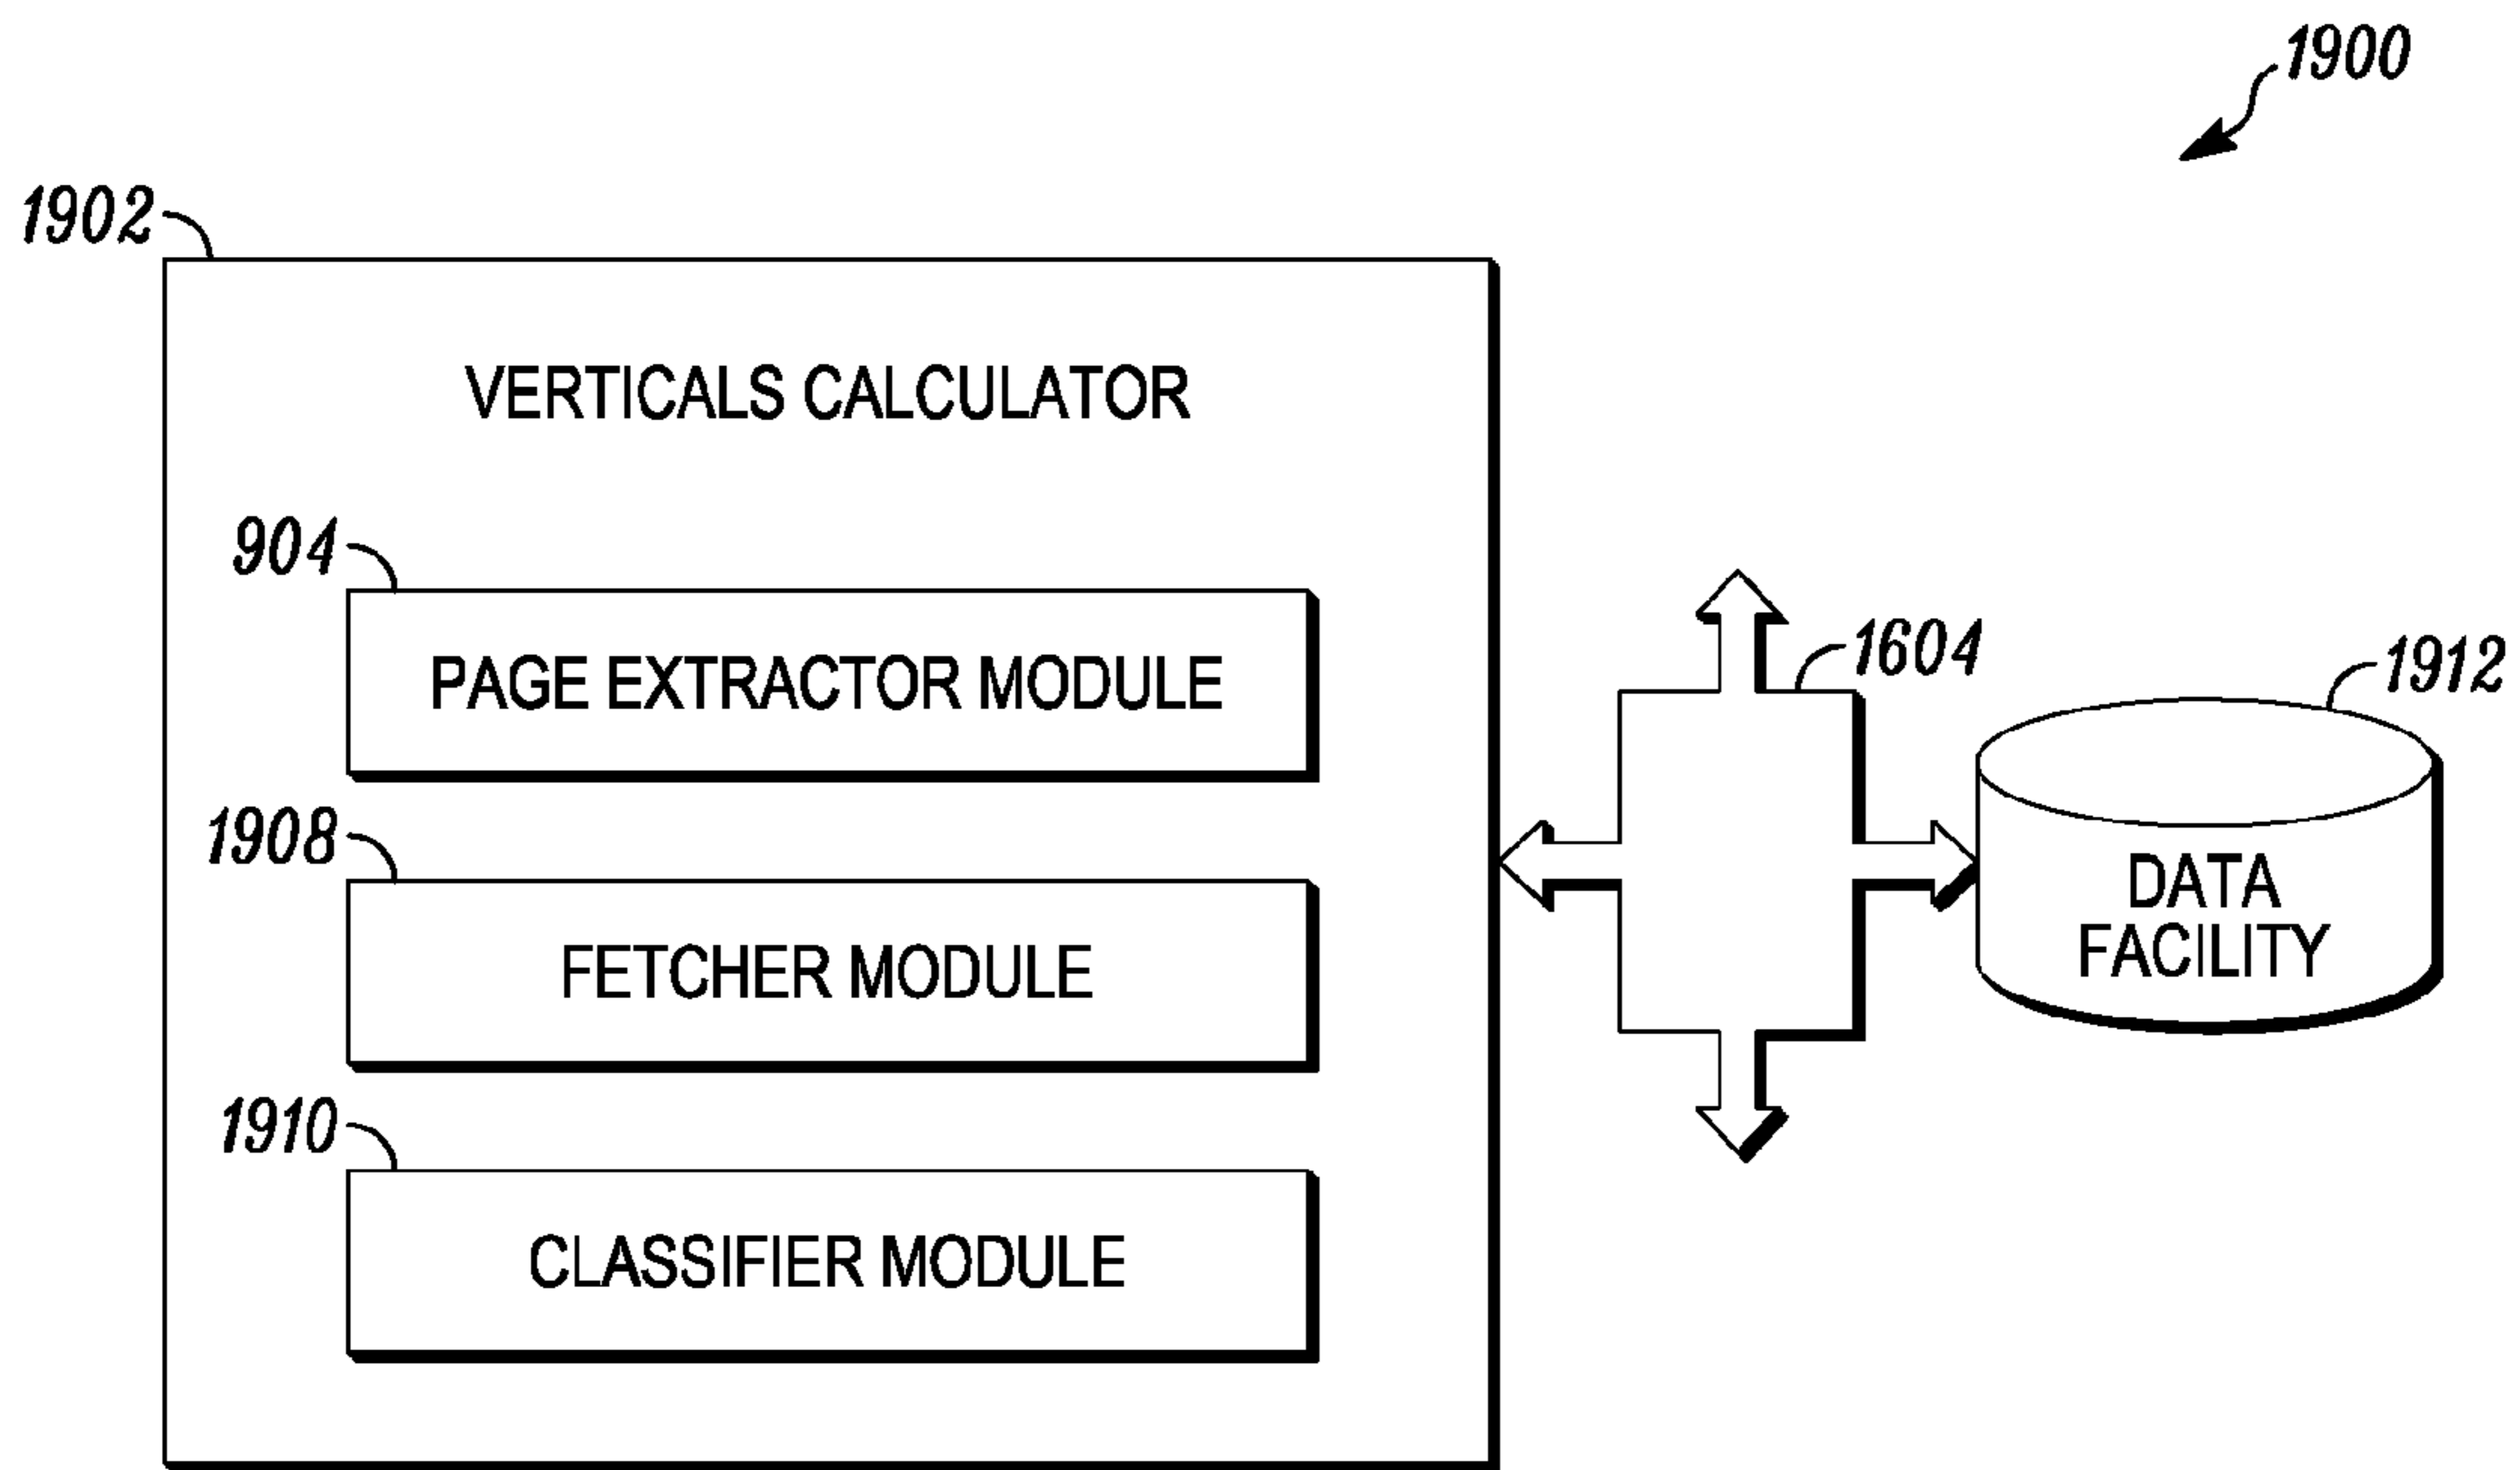 1900
1902
VERTICALS CALCULATOR
904
PAGE EXTRACTOR MODULE
1604
1912
1908
FETCHER MODULE
DATA
FACILITY
1910
CLASSIFIER MODULE